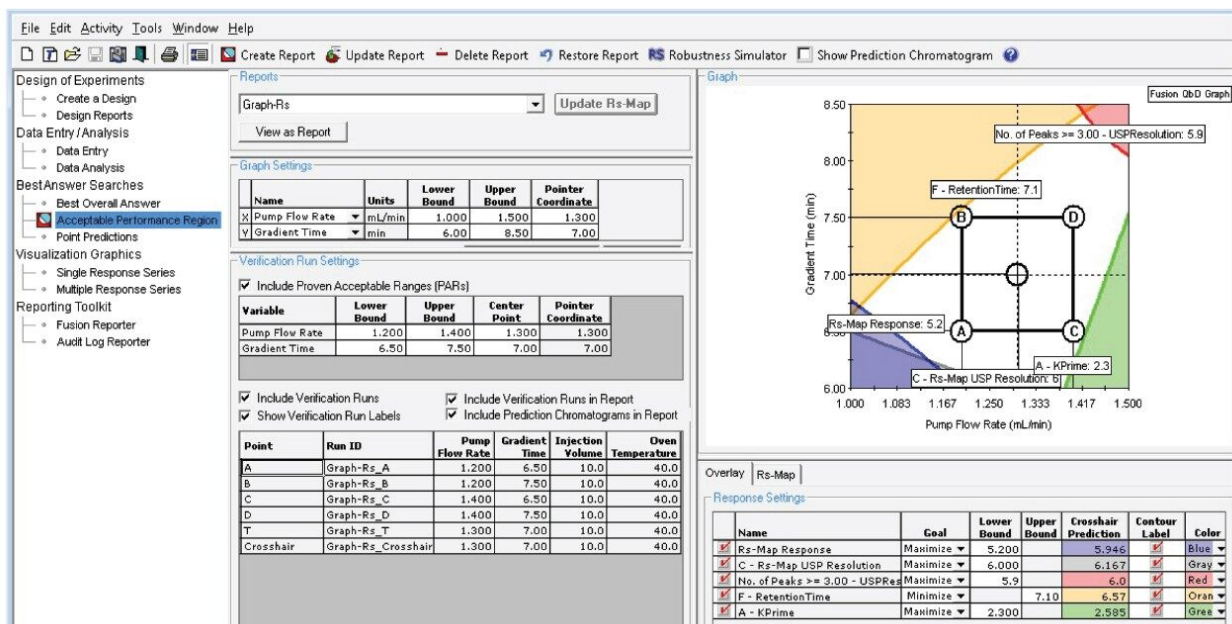 File Edit Activity Tools Window Help
Create Report Update Report Delete Report Restore Report RS Robustness Simulator Show Prediction Chromatogram
Design of Experiments
Create a Design
Design Reports
Data Entry / Analysis
Data Entry
Data Analysis
BestAnswer Searches
Best Overall Answer
Acceptable Performance Region
Point Predictions
Visualization Graphics
Single Response Series
Multiple Response Series
Reporting Toolkit
Fusion Reporter
Audit Log Reporter
Reports
Graph-Rs Update Rs-Map
View as Report
Graph Settings
Name Units Lower Bound Upper Bound Pointer Coordinate
X Pump Flow Rate mL/min 1.000 1.500 1.300
Y Gradient Time min 6.00 8.50 7.00
Verification Run Settings
Include Proven Acceptable Ranges (PARs)
Variable Lower Bound Upper Bound Center Point Pointer Coordinate
Pump Flow Rate 1.200 1.400 1.300 1.300
Gradient Time 6.50 7.50 7.00 7.00
Include Verification Runs Include Verification Runs in Report
Show Verification Run Labels Include Prediction Chromatograms in Report
Point Run ID Pump Flow Rate Gradient Time Injection Volume Oven Temperature
A Graph-Rs_A 1.200 6.50 10.0 40.0
B Graph-Rs_B 1.200 7.50 10.0 40.0
C Graph-Rs_C 1.400 6.50 10.0 40.0
D Graph-Rs_D 1.400 7.50 10.0 40.0
T Graph-Rs_T 1.300 7.00 10.0 40.0
Crosshair Graph-Rs_Crosshair 1.300 7.00 10.0 40.0
Graph
Fusion QbD Graph
8.50
No. of Peaks >= 3.00 - USPResolution: 5.9
8.00
F - RetentionTime: 7.1
7.50 B D
Gradient Time (min)
7.00
Rs-Map Response: 5.2
A C
A - KPrime: 2.3
C - Rs-Map USP Resolution: 6
6.00
1.000 1.083 1.167 1.250 1.333 1.417 1.500
Pump Flow Rate (mL/min)
Overlay Rs-Map
Response Settings
Name Goal Lower Bound Upper Bound Crosshair Prediction Contour Label Color
Rs-Map Response Maximize 5.200 5.946 Blue
C - Rs-Map USP Resolution Maximize 6.000 6.167 Gray
No. of Peaks >= 3.00 - USPRes Maximize 5.9 6.0 Red
F - RetentionTime Minimize 7.10 6.57 Oran
A - KPrime Maximize 2.300 2.585 Gree